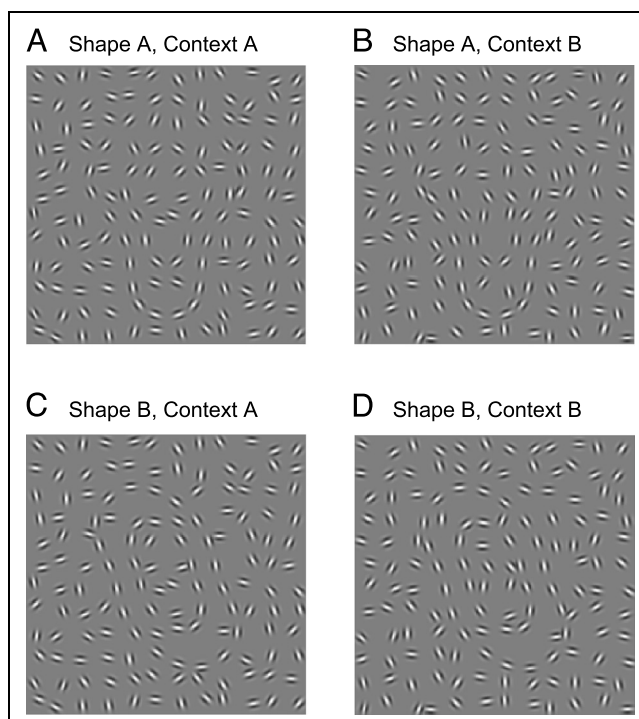 A Shape A, Context A
B Shape A, Context B
C Shape B, Context A
D Shape B, Context B